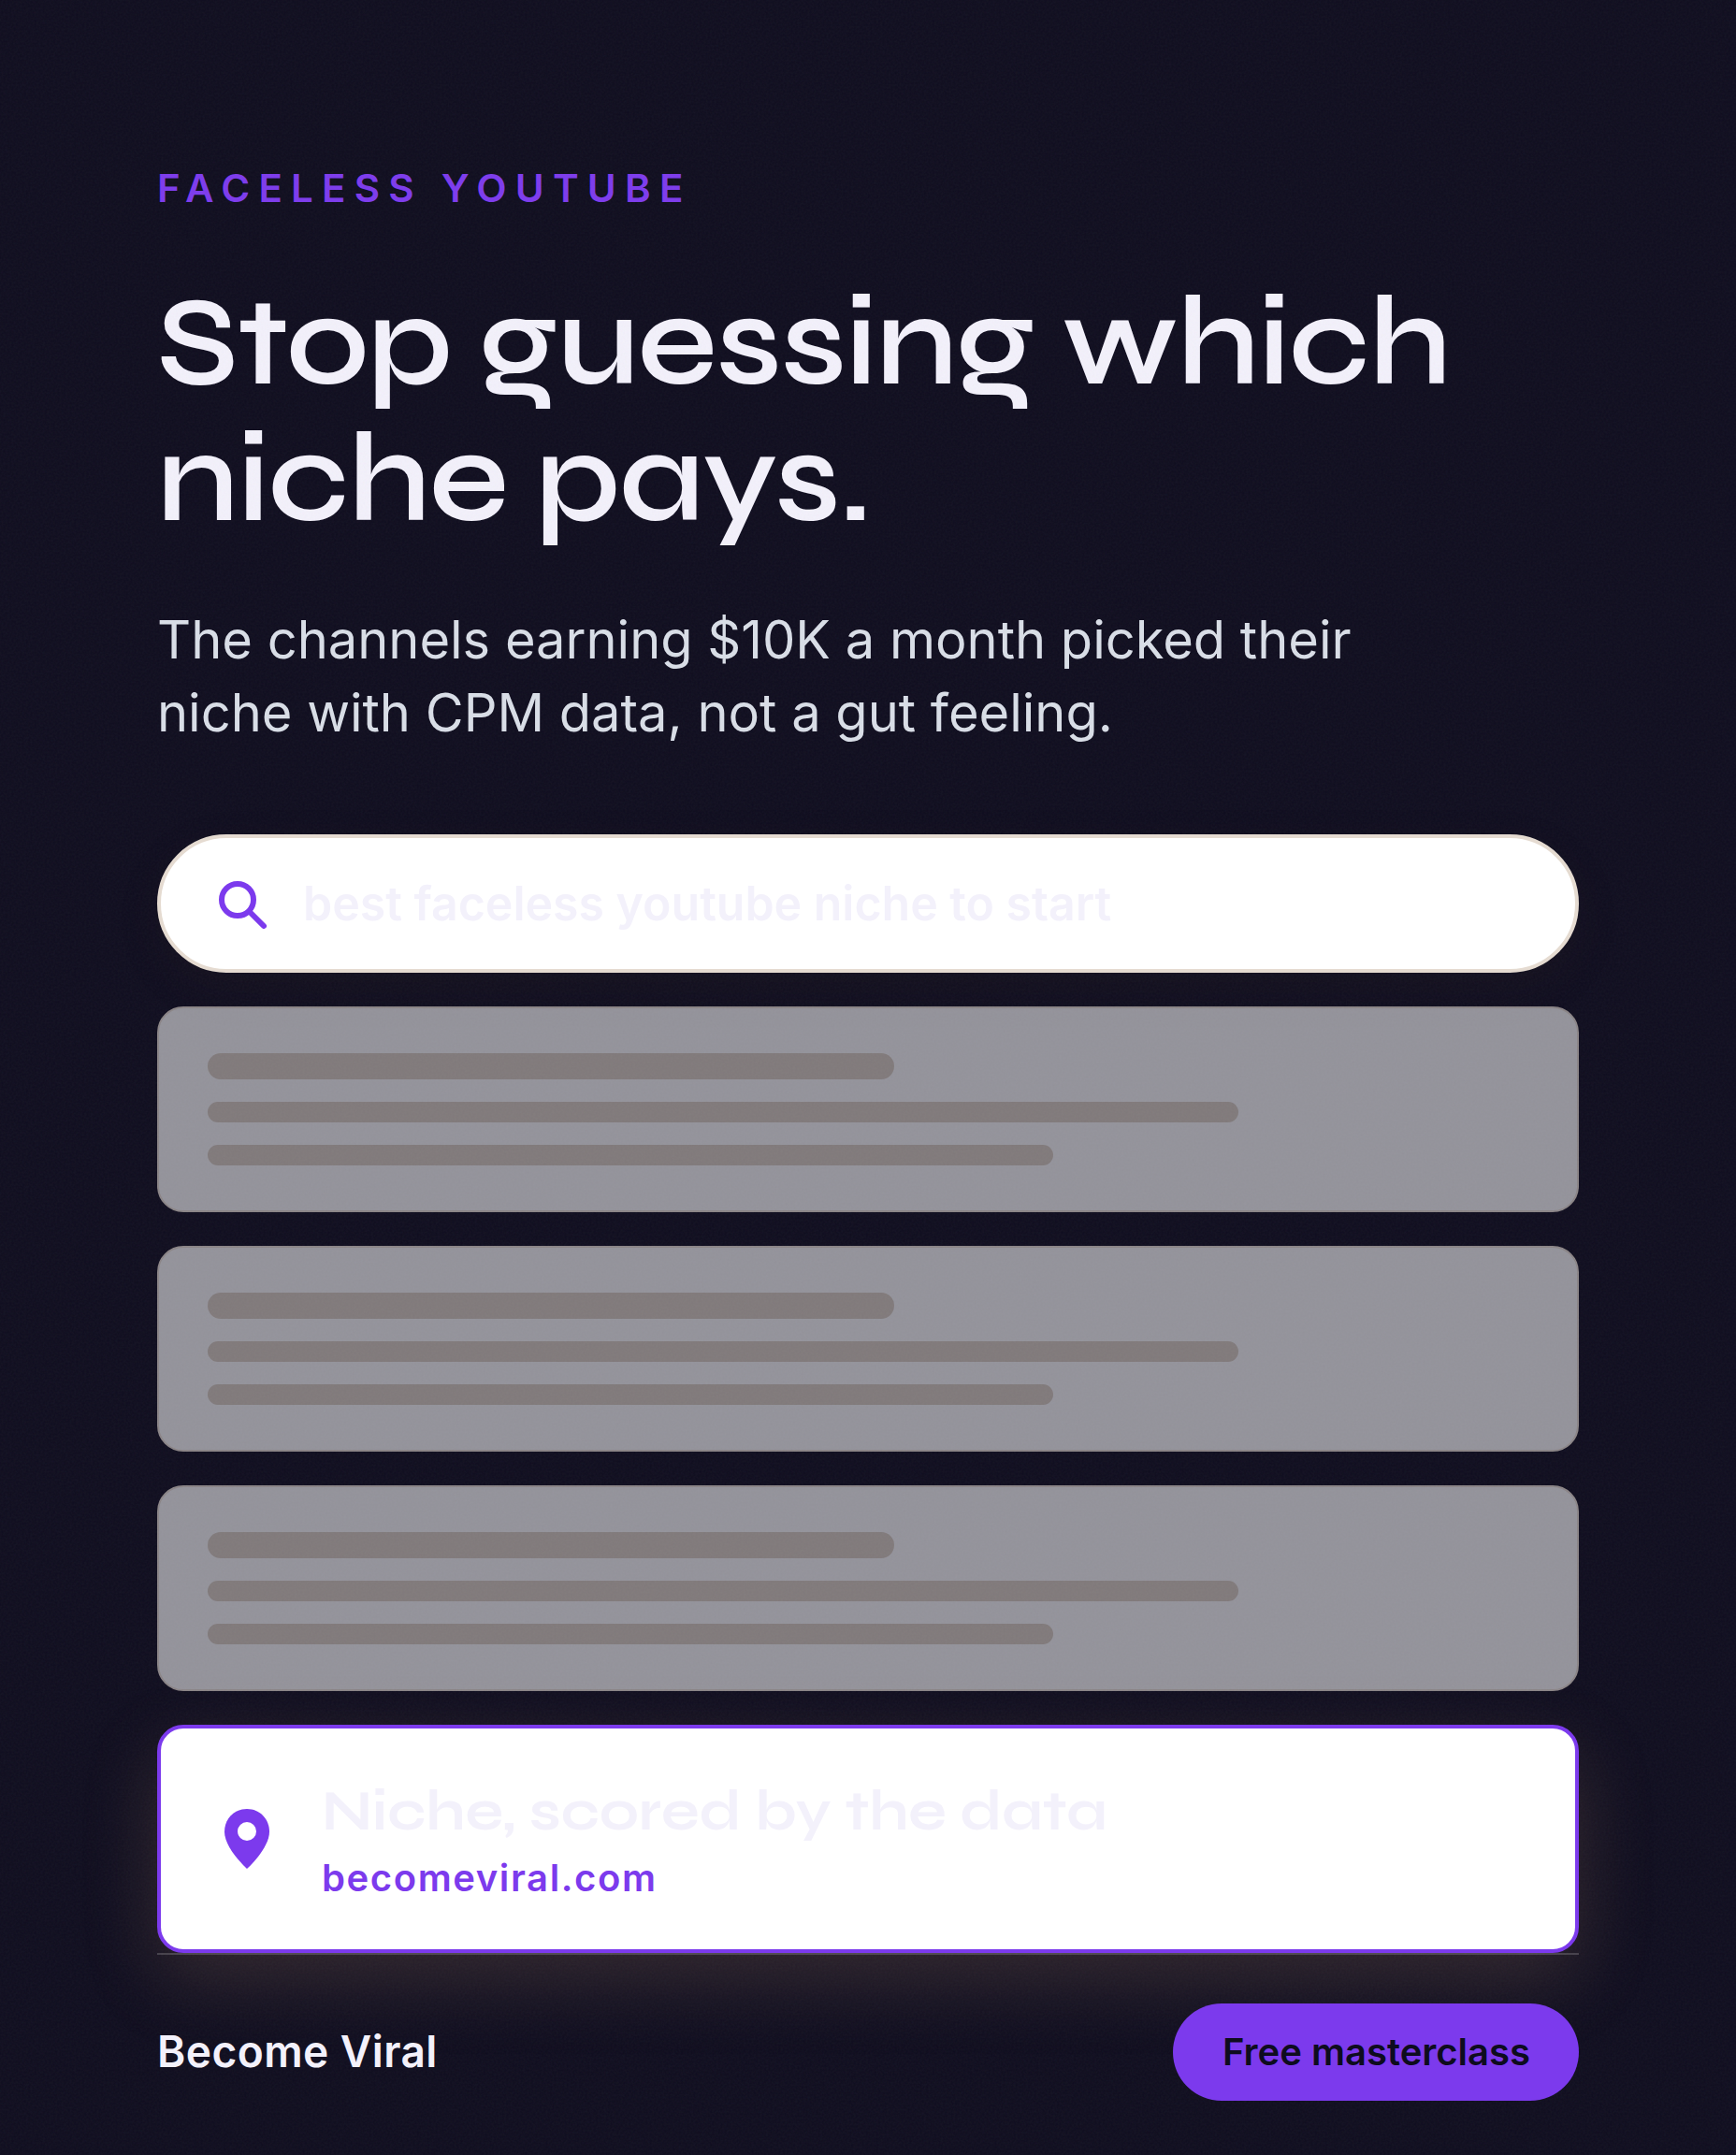 FACELESS YOUTUBE
Stop guessing which
niche pays.
The channels earning $10K a month picked their
niche with CPM data, not a gut feeling.
best faceless youtube niche to start
Niche, scored by the data
becomeviral.com
Become Viral
Free masterclass